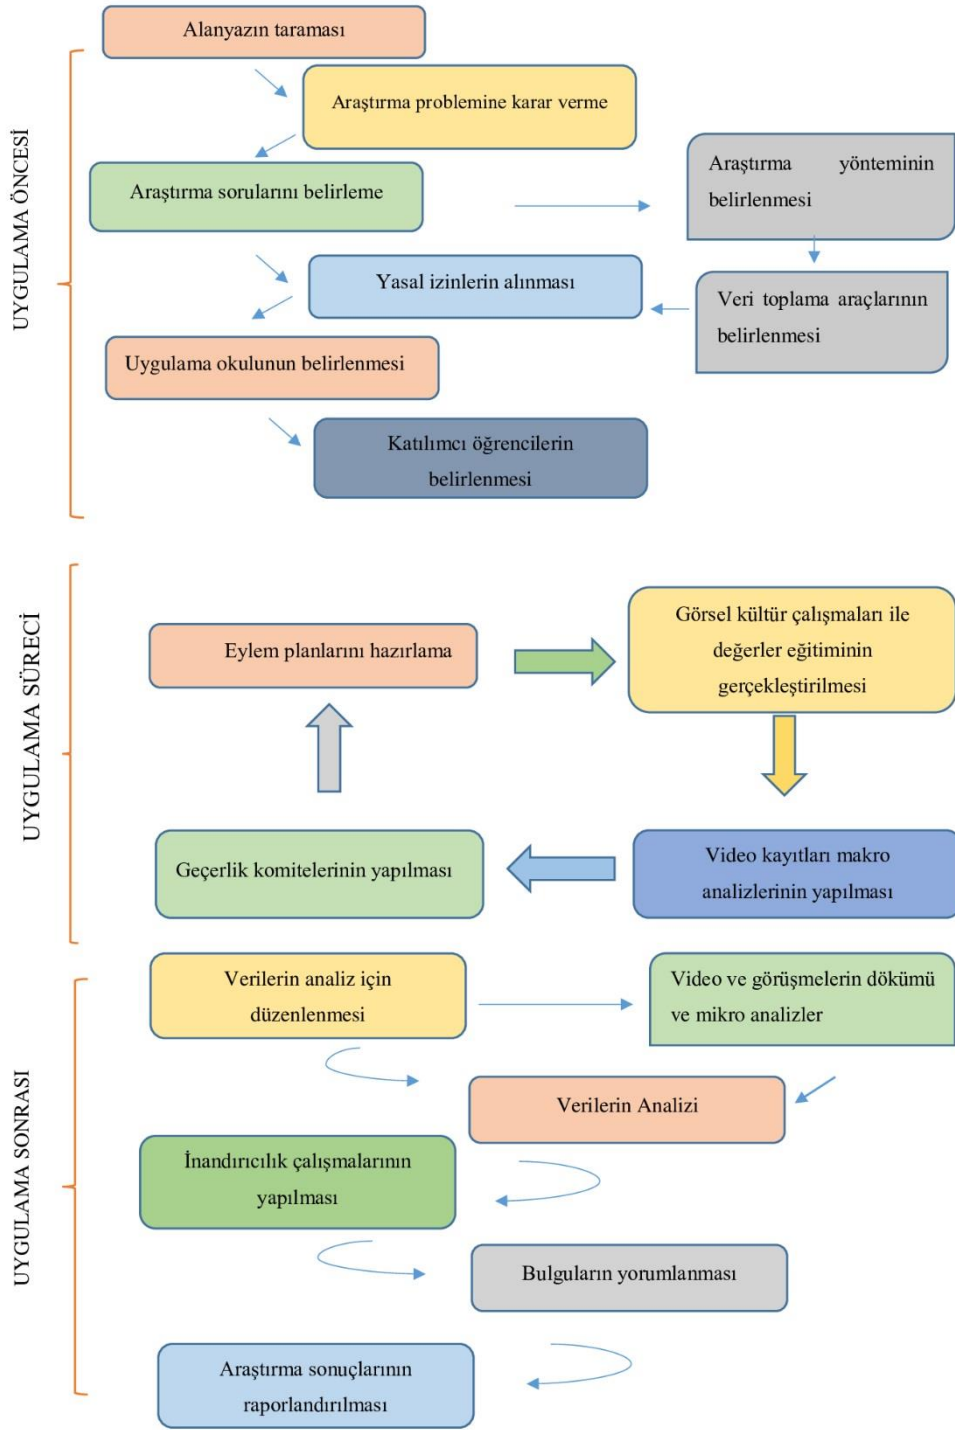 UYGULAMA ÖNCESİ
Alanyazın taraması
Araştırma problemine karar verme
Araştırma sorularını belirleme
Araştırma yönteminin
belirlenmesi
Yasal izinlerin alınması
Veri toplama araçlarının
belirlenmesi
Uygulama okulunun belirlenmesi
Katılımcı öğrencilerin
belirlenmesi
UYGULAMA SÜRECİ
Eylem planlarını hazırlama
Görsel kültür çalışmaları ile
değerler eğitiminin
gerçekleştirilmesi
Geçerlik komitelerinin yapılması
Video kayıtları makro
analizlerinin yapılması
UYGULAMA SONRASI
Verilerin analiz için
düzenlenmesi
Video ve görüşmelerin dökümü
ve mikro analizler
Verilerin Analizi
İnandırıcılık çalışmalarının
yapılması
Bulguların yorumlanması
Araştırma sonuçlarının
raporlandırılması